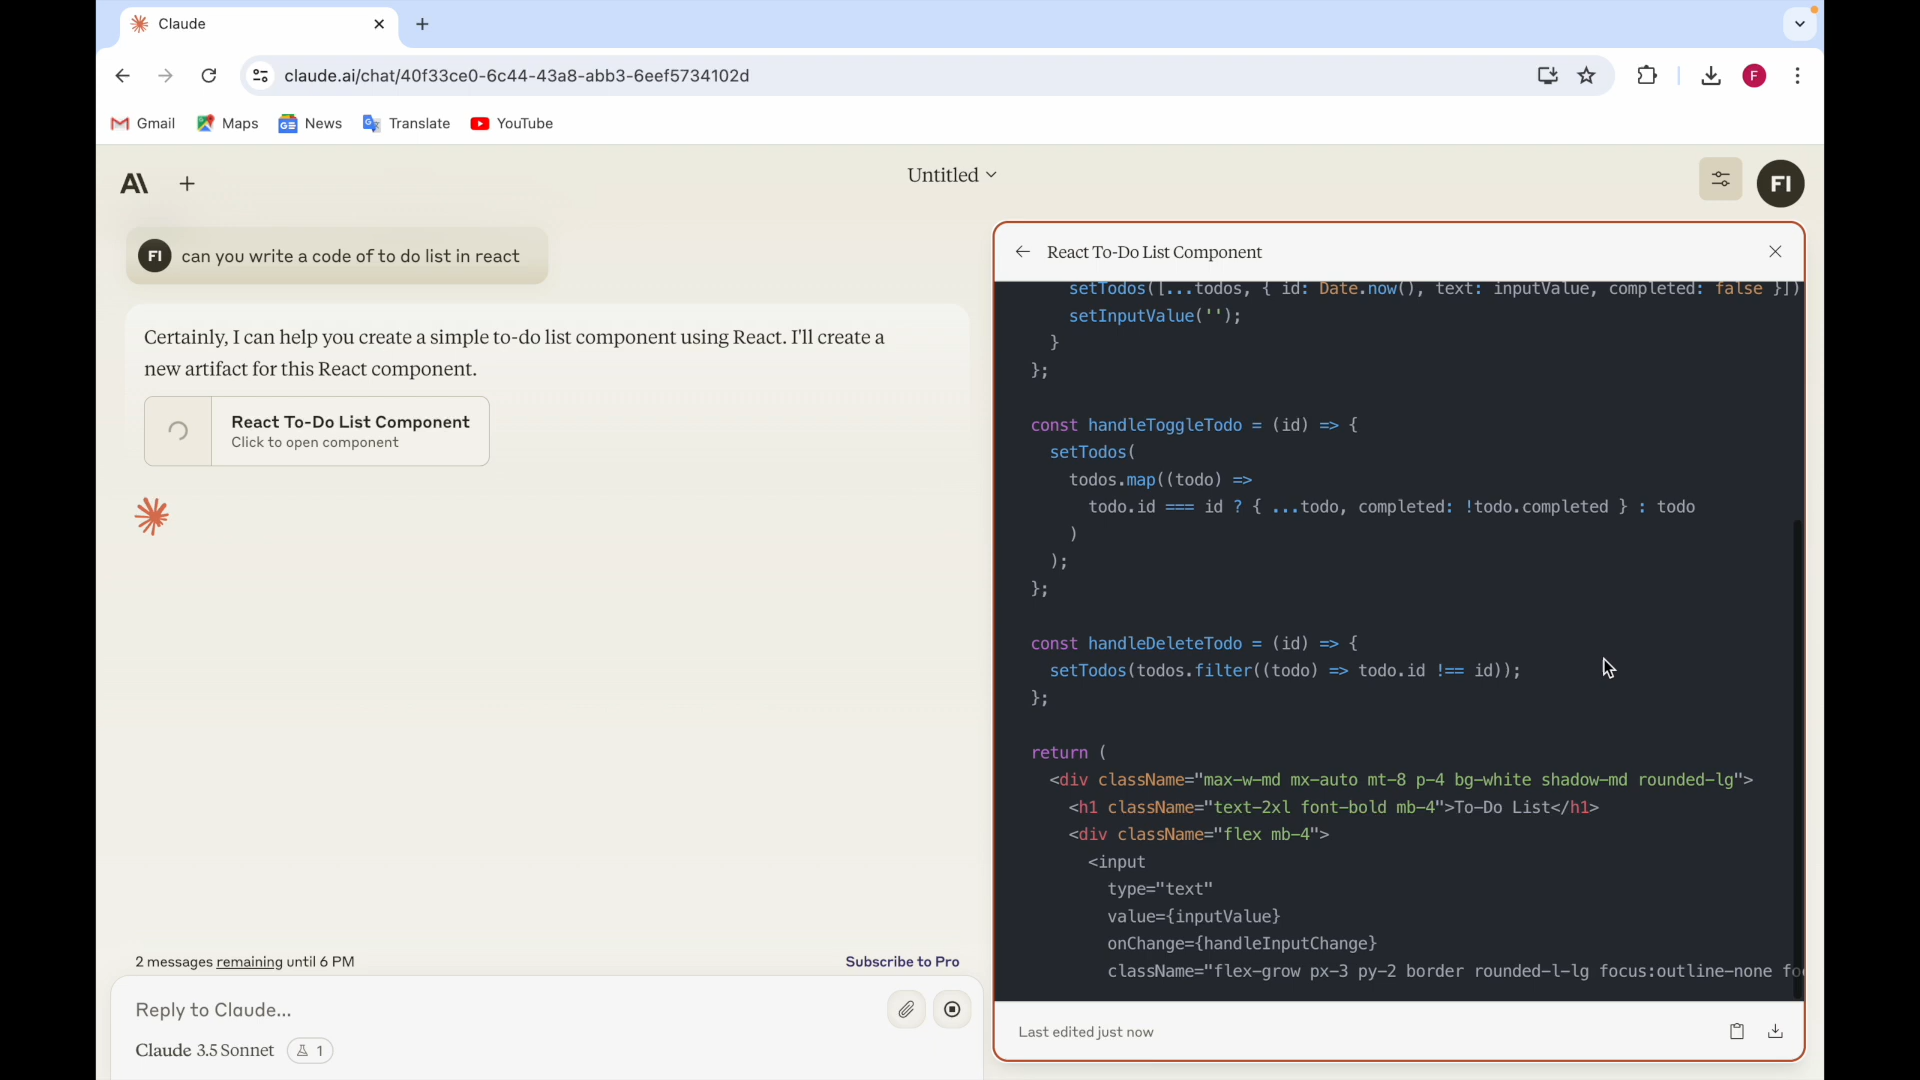 Claude
claude.ai/chat/40f33ce0-6c44-43a8-abb3-6eef5734102d
F
Gmail
Maps
News
Translate
YouTube
Untitled
FI
FI can you write a code of to do list in react
Certainly, I can help you create a simple to-do list component using React. I'll create a
new artifact for this React component.
React To-Do List Component
Click to open component
2 messages remaining until 6 PM
Subscribe to Pro
Reply to Claude...
Claude 3.5 Sonnet
1
React To-Do List Component
setTodos([...todos, { id: Date.now(), text: inputValue, completed: false }])
setInputValue('');
}
};
const handleToggleTodo = (id) => {
setTodos(
todos.map((todo) =>
todo.id === id ? { ...todo, completed: !todo.completed } : todo
)
);
};
const handleDeleteTodo = (id) => {
setTodos(todos.filter((todo) => todo.id !== id));
};
return (
<div className="max-w-md mx-auto mt-8 p-4 bg-white shadow-md rounded-lg">
<h1 className="text-2xl font-bold mb-4">To-Do List</h1>
<div className="flex mb-4">
<input
type="text"
value={inputValue}
onChange={handleInputChange}
className="flex-grow px-3 py-2 border rounded-l-lg focus:outline-none
Last edited just now